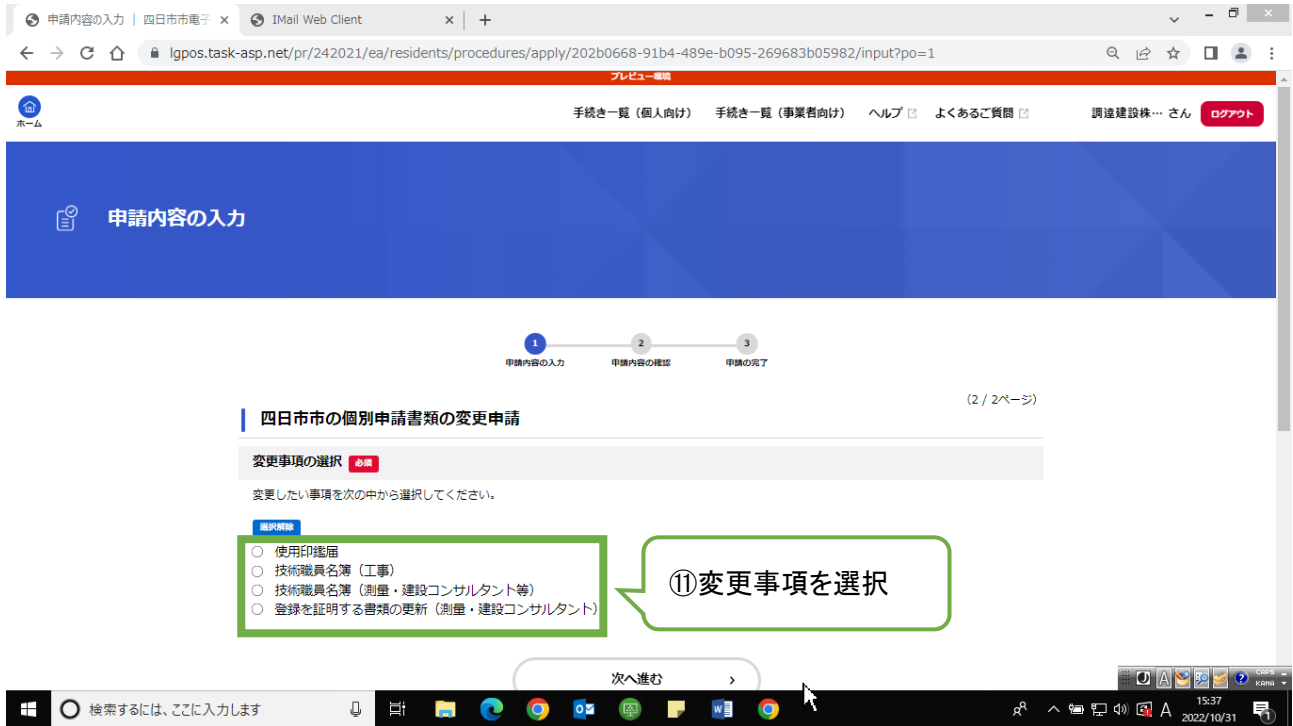 申請内容の入力 | 四日市市電子
IMail Web Client
lgpos.task-asp.net/pr/242021/ea/residents/procedures/apply/202b0668-91b4-489e-b095-269683b05982/input?po=1
プレビュー環境
ホーム
手続き一覧（個人向け）
手続き一覧（事業者向け）
ヘルプ
よくあるご質問
調達建設株… さん
ログアウト
申請内容の入力
1
2
3
申請内容の入力
申請内容の確認
申請の完了
（2 / 2ページ）
四日市市の個別申請書類の変更申請
変更事項の選択 必須
変更したい事項を次の中から選択してください。
選択解除
使用印鑑届
技術職員名簿（工事）
技術職員名簿（測量・建設コンサルタント等）
登録を証明する書類の更新（測量・建設コンサルタント）
⑪変更事項を選択
次へ進む
CAPS
KANA
検索するには、ここに入力します
A
15:37
2022/10/31